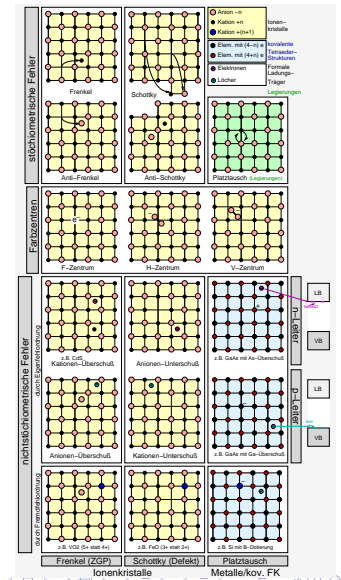 Anion −n
Kation +n
Kation +(n+1)
Ionen−
kristalle
Elem. mit (4−n) e
Elem. mit (4+n) e
kovalente
Tetraeder−
Strukturen
Elektronen
Löcher
Formale
Ladungs−
Träger
Legierungen
stöchiometrische Fehler
Frenkel
Schottky
Anti−Frenkel
Anti−Schottky
Platztausch (Legierungen)
Farbzentren
e−
F−Zentrum
H−Zentrum
V−Zentrum
nichtstöchiometrische Fehler
durch Eigenfehlordnung
z.B. CdS
Kationen−Überschuß
Anionen−Unterschuß
z.B. GaAs mit As−Überschuß
n−Leiter
LB
VB
Anionen−Überschuß
Kationen−Unterschuß
z.B. GaAs mit Ga−Überschuß
p−Leiter
LB
VB
durch Fremdfehlordnung
z.B. VO2 (5+ statt 4+)
z.B. FeO (3+ statt 2+)
z.B. Si mit B−Dotierung
Frenkel (ZGP)
Schottky (Defekt)
Platztausch
Ionenkristalle
Metalle/kov. FK